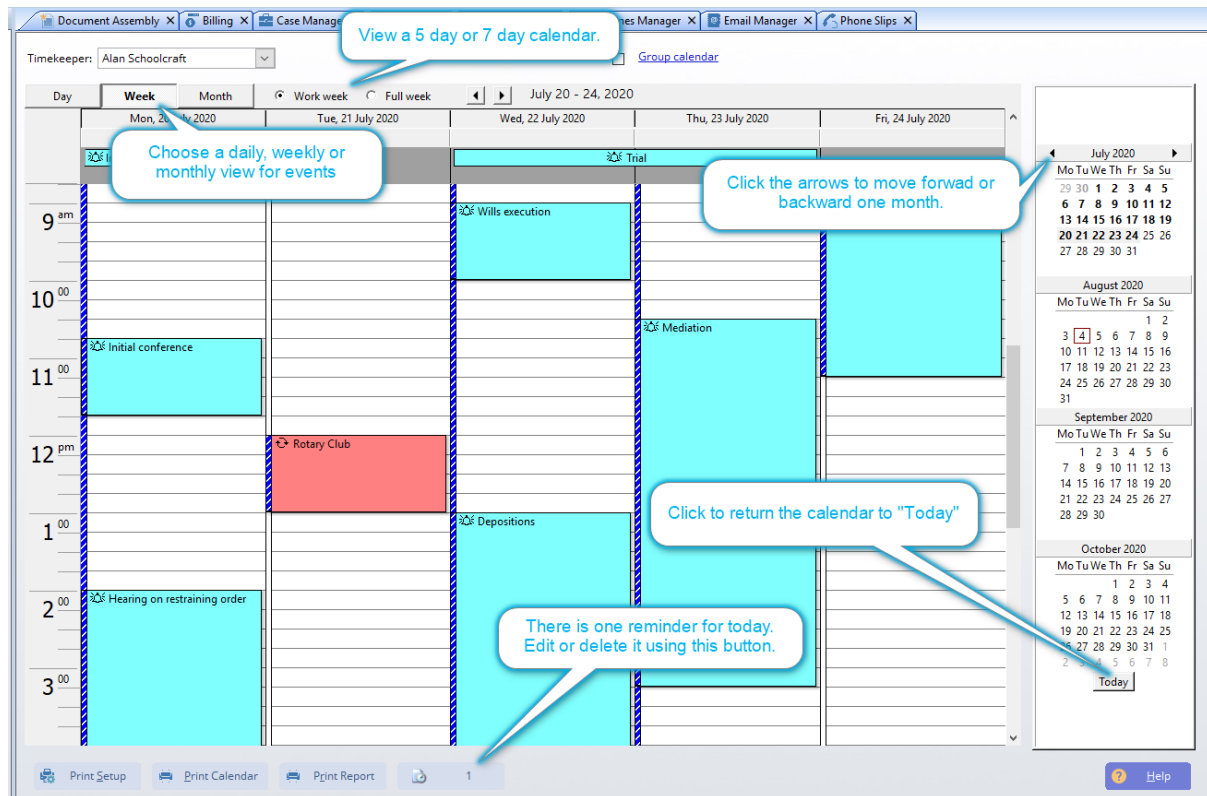 Document Assembly Billing Case Manage nes Manager Email Manager Phone Slips
View a 5 day or 7 day calendar.
Timekeeper: Alan Schoolcraft Group calendar
Day Week Month Work week Full week July 20 - 24, 2020
Mon, 20 July 2020 Tue, 21 July 2020 Wed, 22 July 2020 Thu, 23 July 2020 Fri, 24 July 2020
Trial
Choose a daily, weekly or
monthly view for events
Click the arrows to move forwad or
backward one month.
9 am
Wills execution
10 00
Mediation
Initial conference
11 00
Rotary Club
12 pm
Depositions
1 00
Click to return the calendar to "Today"
Hearing on restraining order
2 00
There is one reminder for today.
Edit or delete it using this button.
3 00
July 2020
Mo Tu We Th Fr Sa Su
29 30 1 2 3 4 5
6 7 8 9 10 11 12
13 14 15 16 17 18 19
20 21 22 23 24 25 26
27 28 29 30 31
August 2020
Mo Tu We Th Fr Sa Su
1 2
3 4 5 6 7 8 9
10 11 12 13 14 15 16
17 18 19 20 21 22 23
24 25 26 27 28 29 30
31
September 2020
Mo Tu We Th Fr Sa Su
1 2 3 4 5 6
7 8 9 10 11 12 13
14 15 16 17 18 19 20
21 22 23 24 25 26 27
28 29 30
October 2020
Mo Tu We Th Fr Sa Su
1 2 3 4
5 6 7 8 9 10 11
12 13 14 15 16 17 18
19 20 21 22 23 24 25
26 27 28 29 30 31 1
2 3 4 5 6 7 8
Today
Print Setup Print Calendar Print Report 1 Help